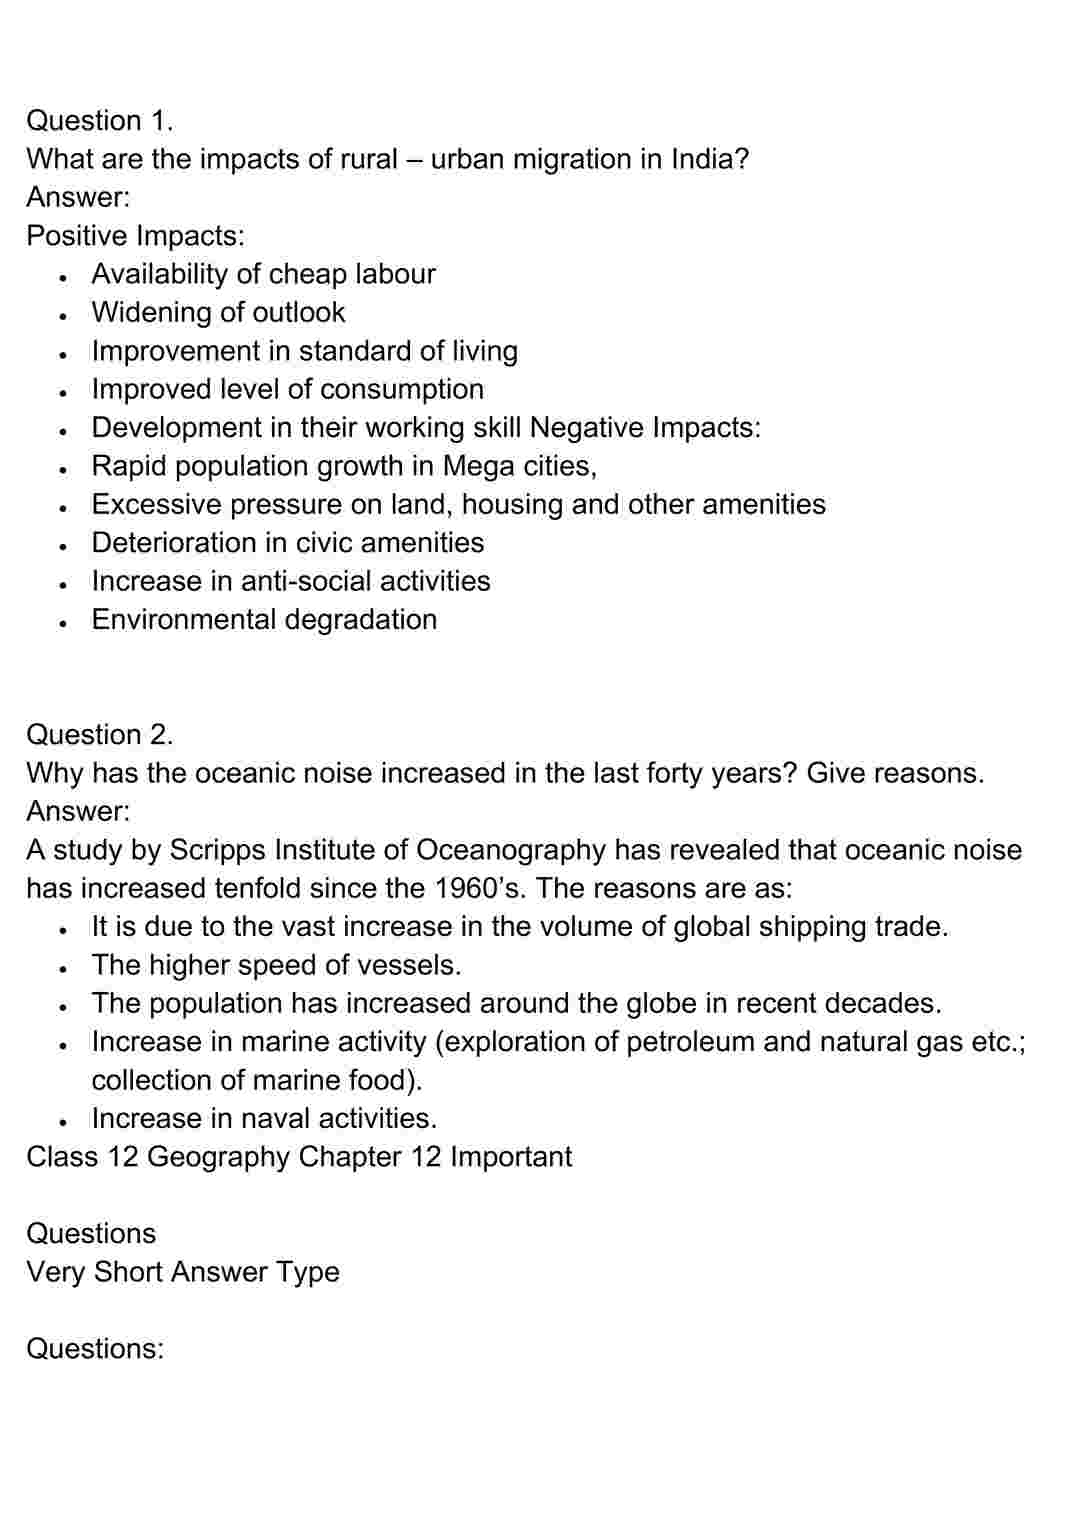 Question 1.
What are the impacts of rural – urban migration in India?
Answer:
Positive Impacts:
• Availability of cheap labour
• Widening of outlook
• Improvement in standard of living
• Improved level of consumption
• Development in their working skill Negative Impacts:
• Rapid population growth in Mega cities,
• Excessive pressure on land, housing and other amenities
• Deterioration in civic amenities
• Increase in anti-social activities
• Environmental degradation
Question 2.
Why has the oceanic noise increased in the last forty years? Give reasons.
Answer:
A study by Scripps Institute of Oceanography has revealed that oceanic noise
has increased tenfold since the 1960’s. The reasons are as:
• It is due to the vast increase in the volume of global shipping trade.
• The higher speed of vessels.
• The population has increased around the globe in recent decades.
• Increase in marine activity (exploration of petroleum and natural gas etc.;
collection of marine food).
• Increase in naval activities.
Class 12 Geography Chapter 12 Important
Questions
Very Short Answer Type
Questions: